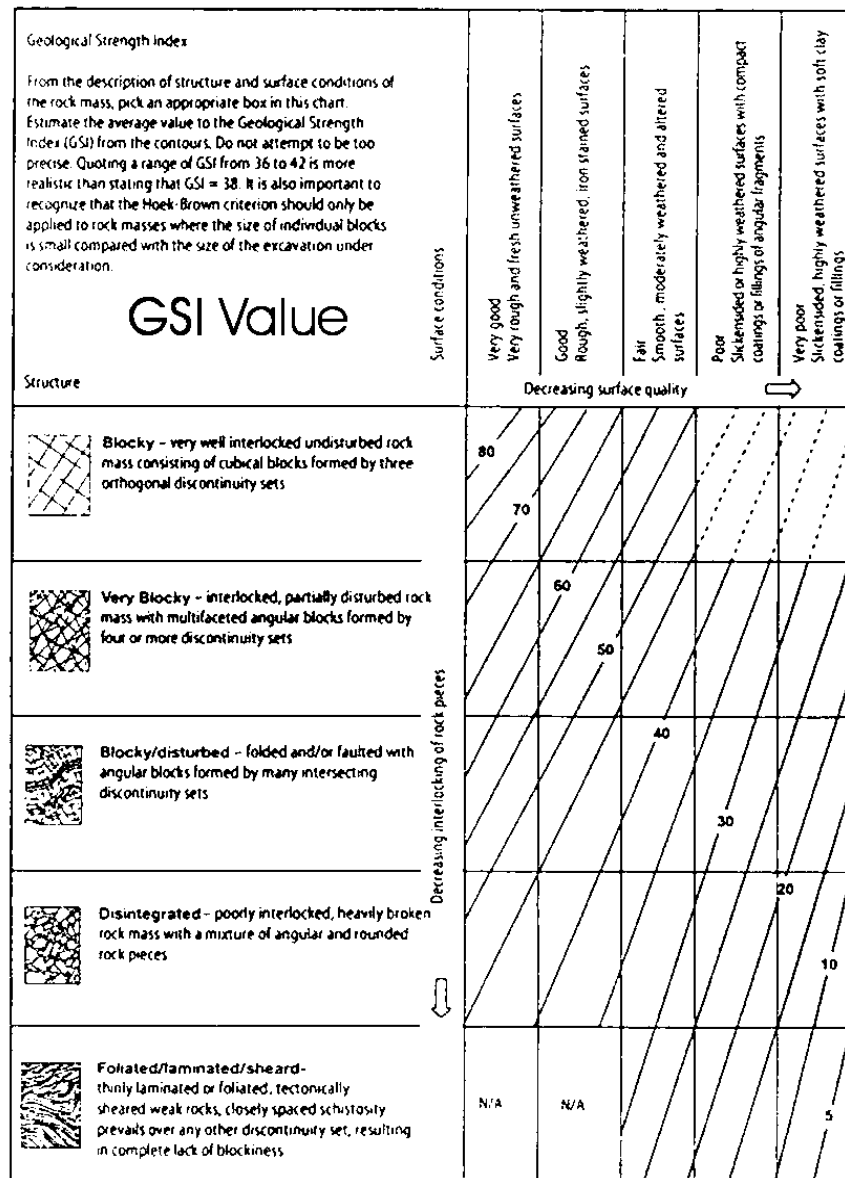 Geological Strength Index
From the description of structure and surface conditions of
the rock mass, pick an appropriate box in this chart.
Estimate the average value to the Geological Strength
Index (GSI) from the contours. Do not attempt to be too
precise. Quoting a range of GSI from 36 to 42 is more
realistic than stating that GSI = 38. It is also important to
recognize that the Hoek-Brown criterion should only be
applied to rock masses where the size of individual blocks
is small compared with the size of the excavation under
consideration.
GSI Value
Structure
Surface conditions
Very good
Very rough and fresh unweathered surfaces
Good
Rough, slightly weathered, iron stained surfaces
Fair
Smooth, moderately weathered and altered
surfaces
Poor
Slickensided or highly weathered surfaces with compact
coatings or fillings of angular fragments
Very poor
Slickensided, highly weathered surfaces with soft clay
coatings or fillings
Decreasing surface quality
Blocky – very well interlocked undisturbed rock
mass consisting of cubical blocks formed by three
orthogonal discontinuity sets
Very Blocky – interlocked, partially disturbed rock
mass with multifaceted angular blocks formed by
four or more discontinuity sets
Blocky/disturbed – folded and/or faulted with
angular blocks formed by many intersecting
discontinuity sets
Disintegrated – poorly interlocked, heavily broken
rock mass with a mixture of angular and rounded
rock pieces
Foliated/laminated/sheard-
thinly laminated or foliated, tectonically
sheared weak rocks, closely spaced schistosity
prevails over any other discontinuity set, resulting
in complete lack of blockiness
Decreasing interlocking of rock pieces
80
70
60
50
40
30
20
10
N/A
N/A
5